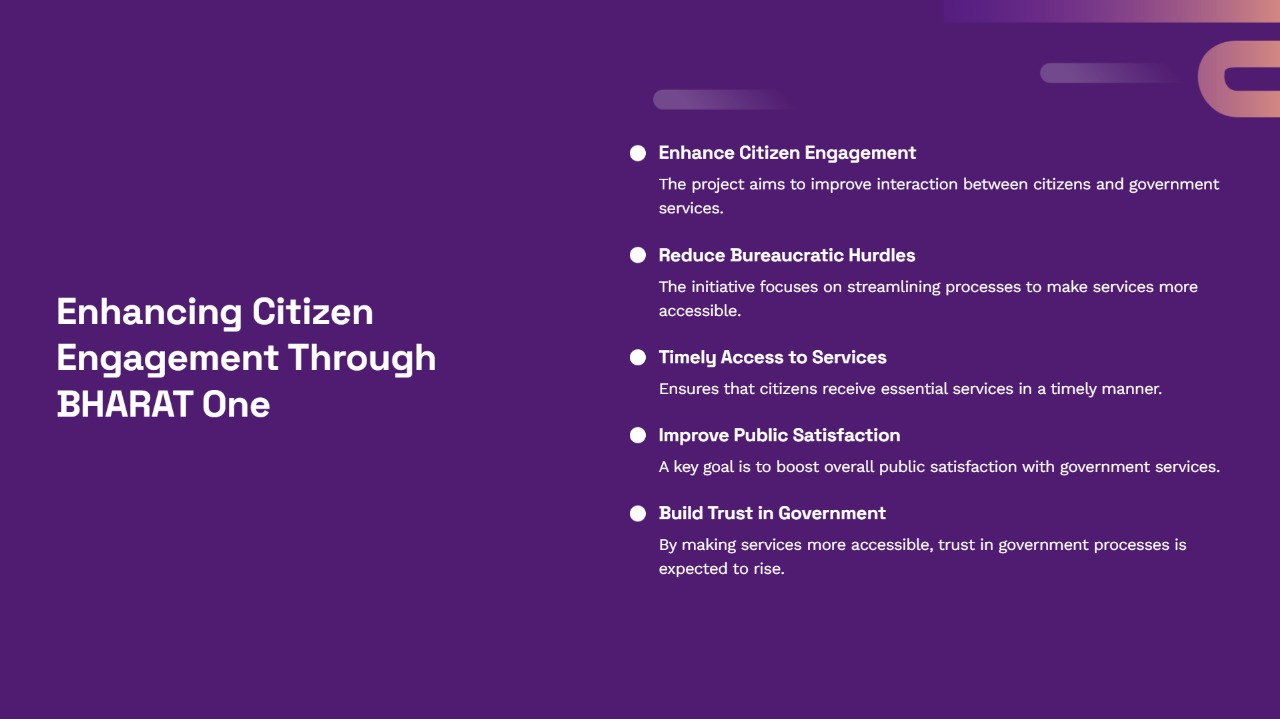 Enhancing Citizen
Engagement Through
BHARAT One
Enhance Citizen Engagement
The project aims to improve interaction between citizens and government
services.
Reduce Bureaucratic Hurdles
The initiative focuses on streamlining processes to make services more
accessible.
Timely Access to Services
Ensures that citizens receive essential services in a timely manner.
Improve Public Satisfaction
A key goal is to boost overall public satisfaction with government services.
Build Trust in Government
By making services more accessible, trust in government processes is
expected to rise.